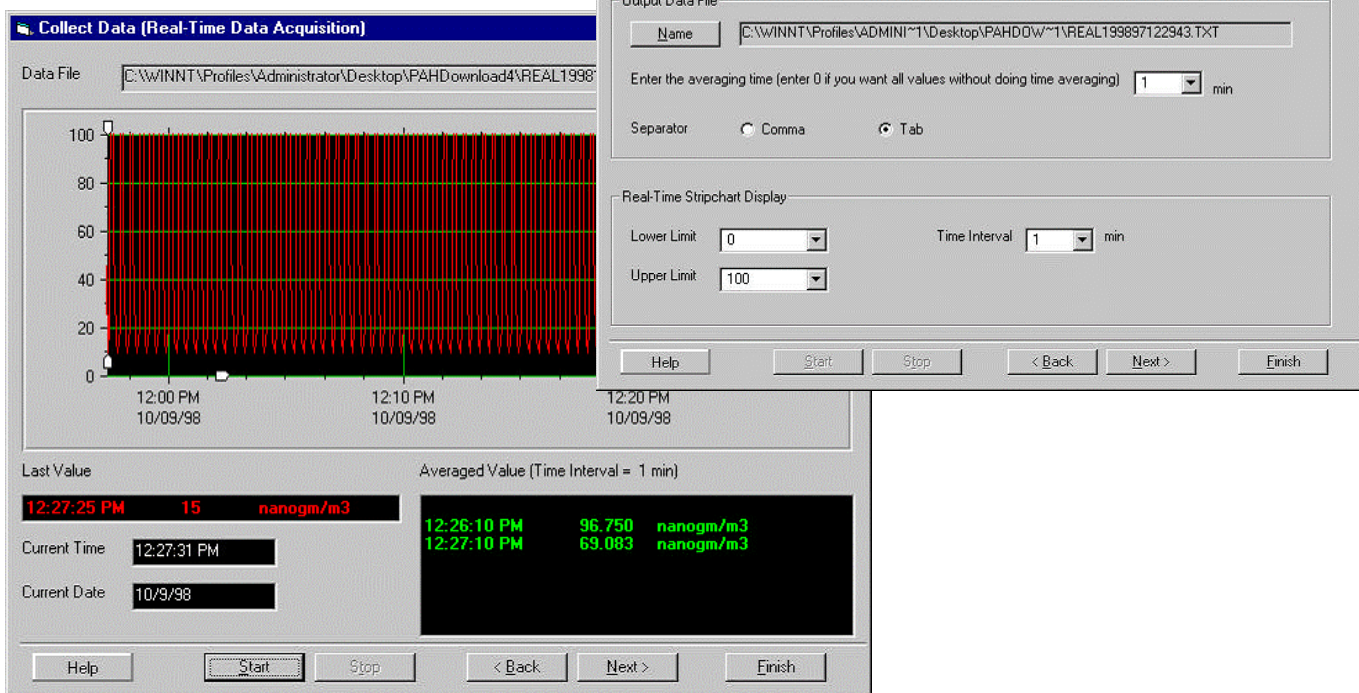 Collect Data (Real-Time Data Acquisition)
Data File C:\WINNT\Profiles\Administrator\Desktop\PAHDownload4\REAL1998
100
80
60
40
20
0
12:00 PM 12:10 PM 12:20 PM
10/09/98 10/09/98 10/09/98
Last Value
12:27:25 PM 15 nanogm/m3
Current Time 12:27:31 PM
Current Date 10/9/98
Averaged Value (Time Interval = 1 min)
12:26:10 PM 96.750 nanogm/m3
12:27:10 PM 69.083 nanogm/m3
Help Start Stop < Back Next > Finish
Output Data File
Name C:\WINNT\Profiles\ADMINI~1\Desktop\PAHDOW~1\REAL199897122943.TXT
Enter the averaging time (enter 0 if you want all values without doing time averaging) 1 min
Separator Comma Tab
Real-Time Stripchart Display
Lower Limit 0 Time Interval 1 min
Upper Limit 100
Help Start Stop < Back Next > Finish